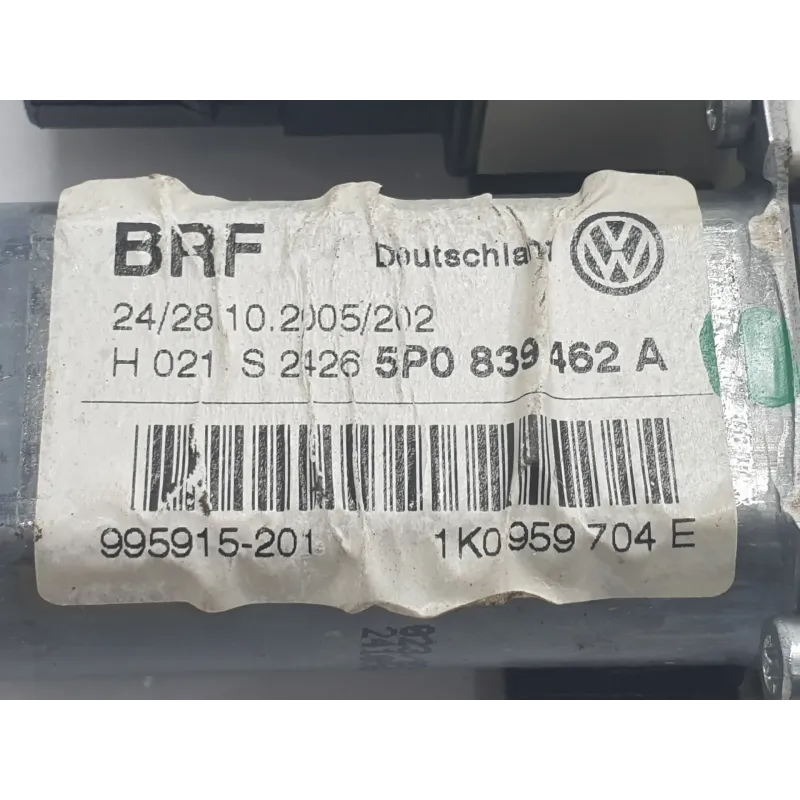 BRF Deutschland
24/28.10.2005/202
H 021 S 2426 5P0 839 462 A
995915-201 1K0 959 704 E